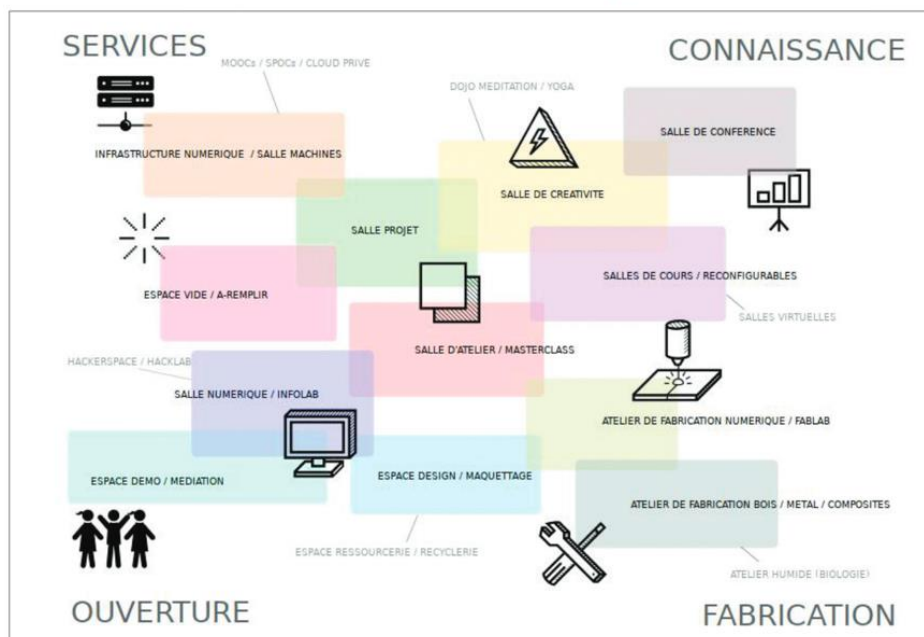 SERVICES
CONNAISSANCE
MOOCs / SPOCs / CLOUD PRIVE
DOJO MEDITATION / YOGA
SALLE DE CONFERENCE
INFRASTRUCTURE NUMERIQUE / SALLE MACHINES
SALLE DE CREATIVITE
SALLE PROJET
SALLES DE COURS / RECONFIGURABLES
ESPACE VIDE / A-REMPLIR
SALLES VIRTUELLES
SALLE D'ATELIER / MASTERCLASS
HACKERSPACE / HACKLAB
SALLE NUMERIQUE / INFOLAB
ATELIER DE FABRICATION NUMERIQUE / FABLAB
ESPACE DEMO / MEDIATION
ESPACE DESIGN / MAQUETTAGE
ATELIER DE FABRICATION BOIS / METAL / COMPOSITES
ESPACE RESSOURCERIE / RECYCLERIE
ATELIER HUMIDE (BIOLOGIE)
OUVERTURE
FABRICATION